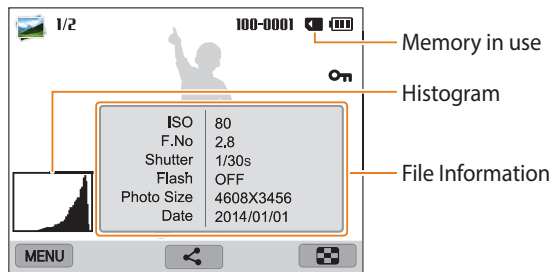 1/2
100-0001
Memory in use
Histogram
ISO 80
F.No 2.8
Shutter 1/30s
Flash OFF
Photo Size 4608X3456
Date 2014/01/01
File Information
MENU